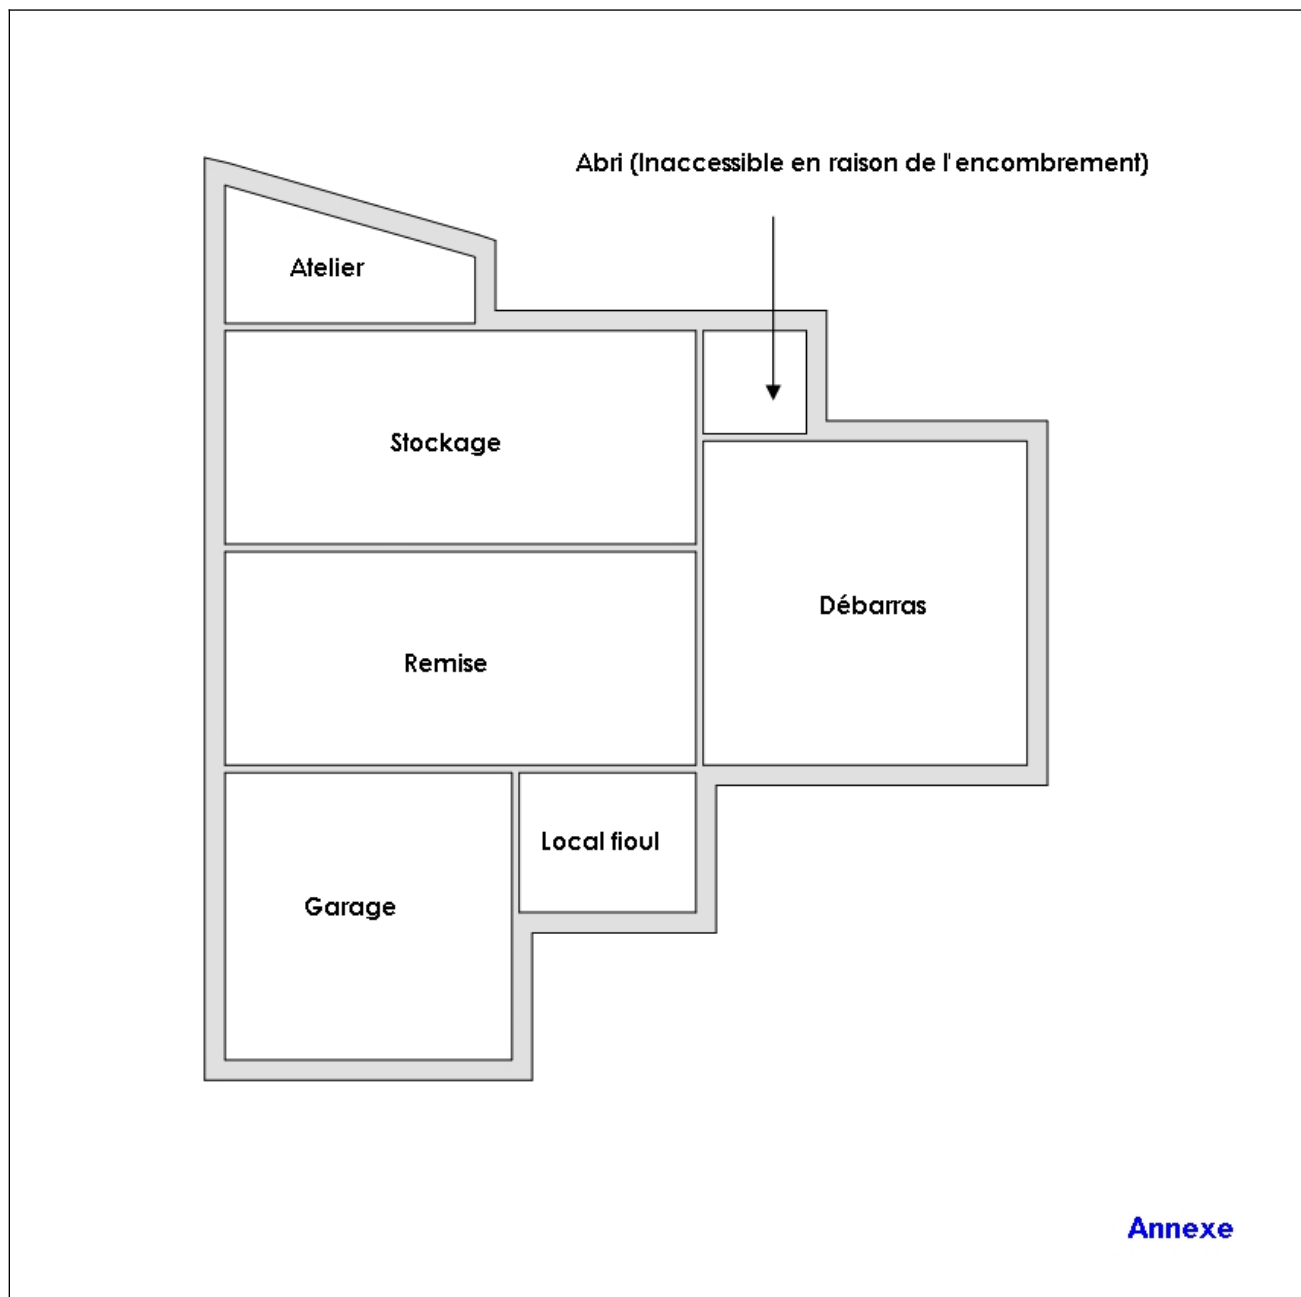 Abri (Inaccessible en raison de l'encombrement)
Atelier
Stockage
Débarras
Remise
Local fioul
Garage
Annexe